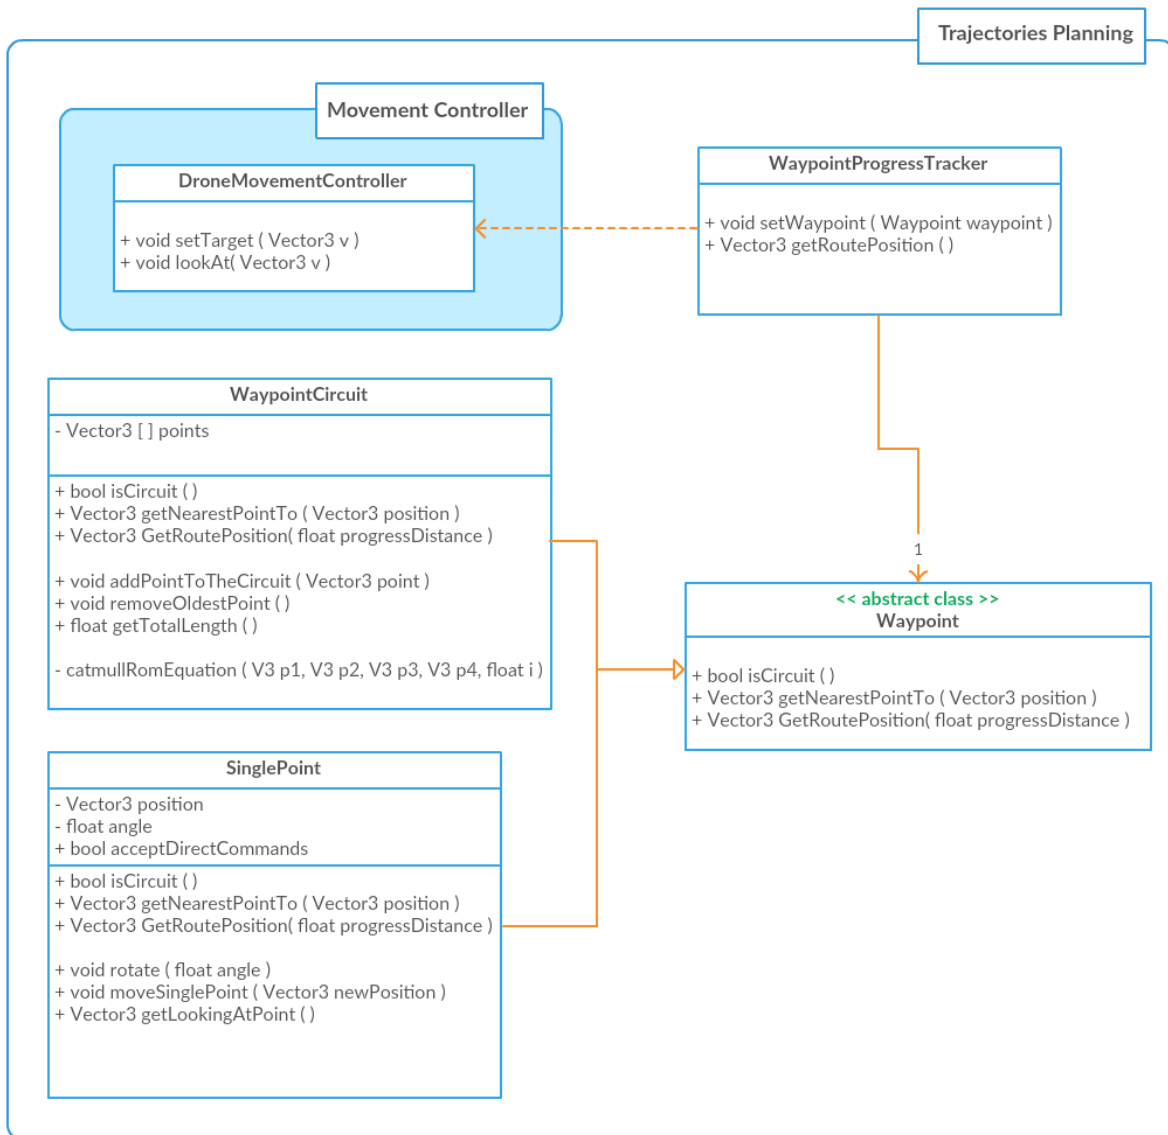 Trajectories Planning
Movement Controller
DroneMovementController
+ void setTarget ( Vector3 v )
+ void lookAt( Vector3 v )
WaypointProgressTracker
+ void setWaypoint ( Waypoint waypoint )
+ Vector3 getRoutePosition ( )
WaypointCircuit
- Vector3 [ ] points
+ bool isCircuit ( )
+ Vector3 getNearestPointTo ( Vector3 position )
+ Vector3 GetRoutePosition( float progressDistance )
+ void addPointToTheCircuit ( Vector3 point )
+ void removeOldestPoint ( )
+ float getTotalLength ( )
- catmullRomEquation ( V3 p1, V3 p2, V3 p3, V3 p4, float i )
1
<< abstract class >>
Waypoint
+ bool isCircuit ( )
+ Vector3 getNearestPointTo ( Vector3 position )
+ Vector3 GetRoutePosition( float progressDistance )
SinglePoint
- Vector3 position
- float angle
+ bool acceptDirectCommands
+ bool isCircuit ( )
+ Vector3 getNearestPointTo ( Vector3 position )
+ Vector3 GetRoutePosition( float progressDistance )
+ void rotate ( float angle )
+ void moveSinglePoint ( Vector3 newPosition )
+ Vector3 getLookingAtPoint ( )